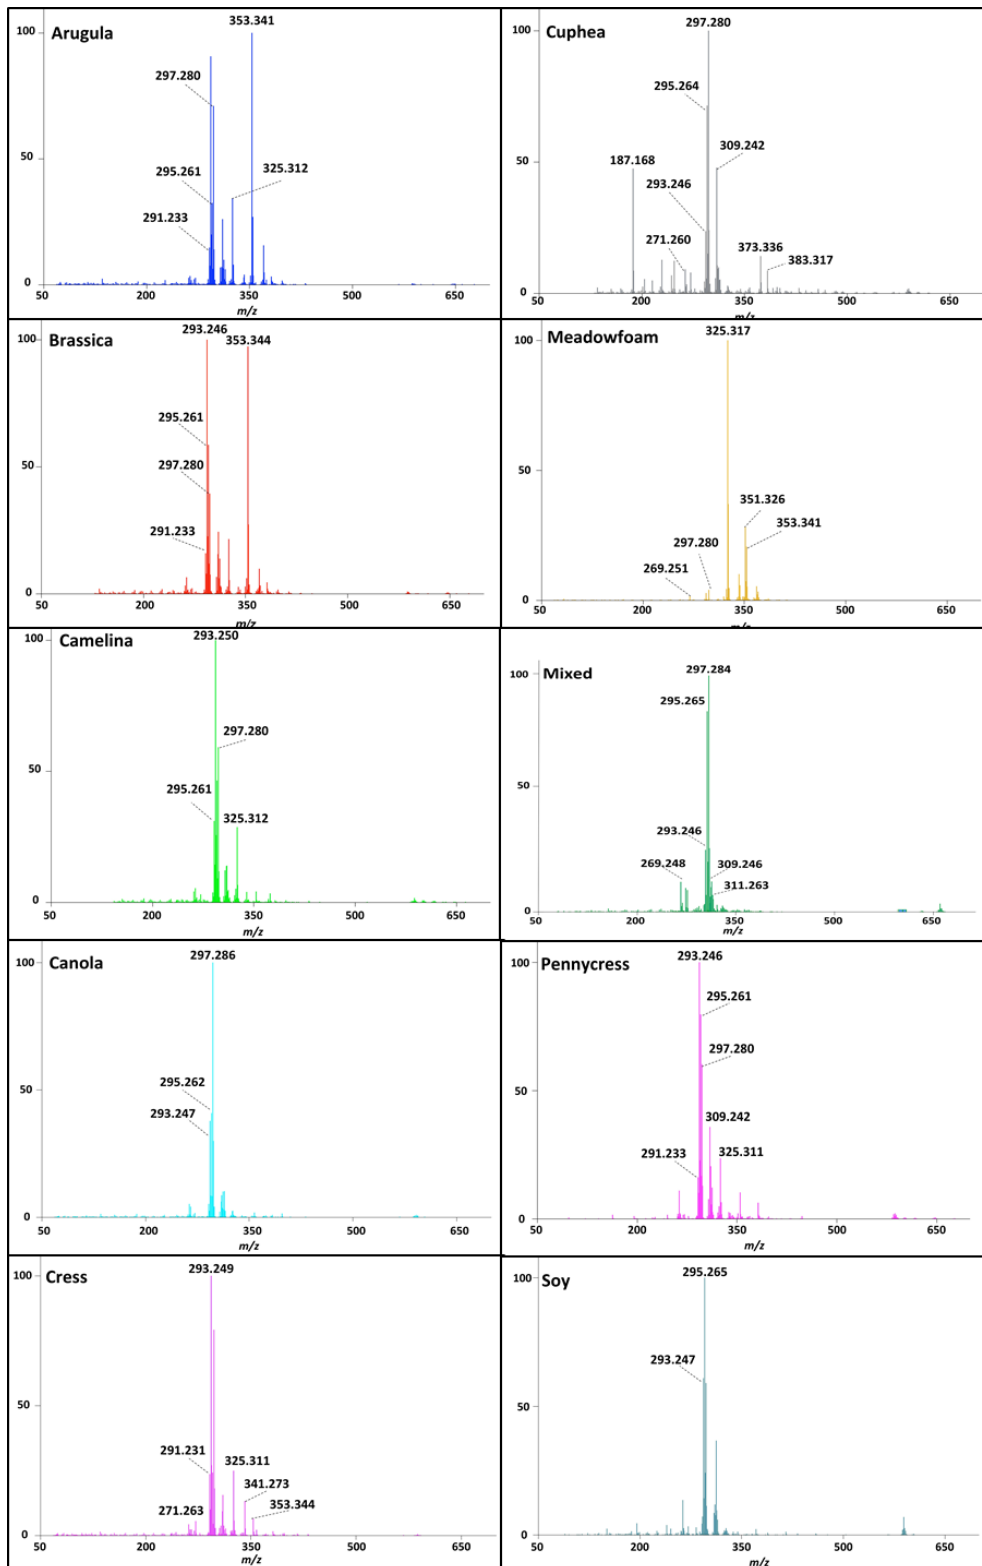 Arugula
353.341
297.280
295.261
325.312
291.233
100
50
0
50 200 350 500 650
m/z
Cuphea
297.280
295.264
309.242
187.168
293.246
271.260
373.336
383.317
100
50
0
50 200 350 500 650
m/z
Brassica
293.246
353.344
295.261
297.280
291.233
100
50
0
50 200 350 500 650
m/z
Meadowfoam
325.317
351.326
353.341
297.280
269.251
100
50
0
50 200 350 500 650
m/z
Camelina
293.250
297.280
295.261
325.312
100
50
0
50 200 350 500 650
m/z
Mixed
297.284
295.265
293.246
269.248
309.246
311.263
100
50
0
50 200 350 500 650
m/z
Canola
297.286
295.262
293.247
100
50
0
50 200 350 500 650
m/z
Pennycress
293.246
295.261
297.280
309.242
291.233
325.311
100
50
0
50 200 350 500 650
m/z
Cress
293.249
291.231
325.311
341.273
271.263
353.344
100
50
0
50 200 350 500 650
m/z
Soy
295.265
293.247
100
50
0
50 200 350 500 650
m/z